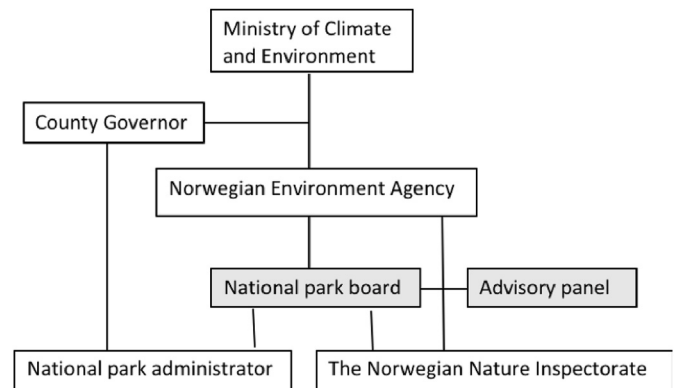 Ministry of Climate
and Environment
County Governor
Norwegian Environment Agency
National park board
Advisory panel
National park administrator
The Norwegian Nature Inspectorate